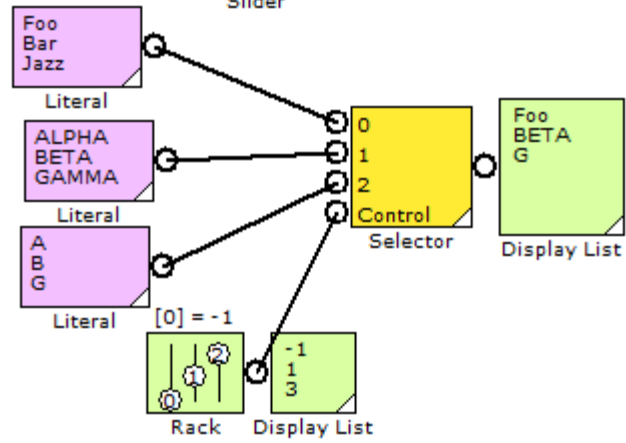 Slider
Foo
Bar
Jazz
Literal
ALPHA
BETA
GAMMA
Literal
A
B
G
Literal
0
1
2
Control
Selector
Foo
BETA
G
Display List
[0] = -1
0
1
2
Rack
-1
1
3
Display List